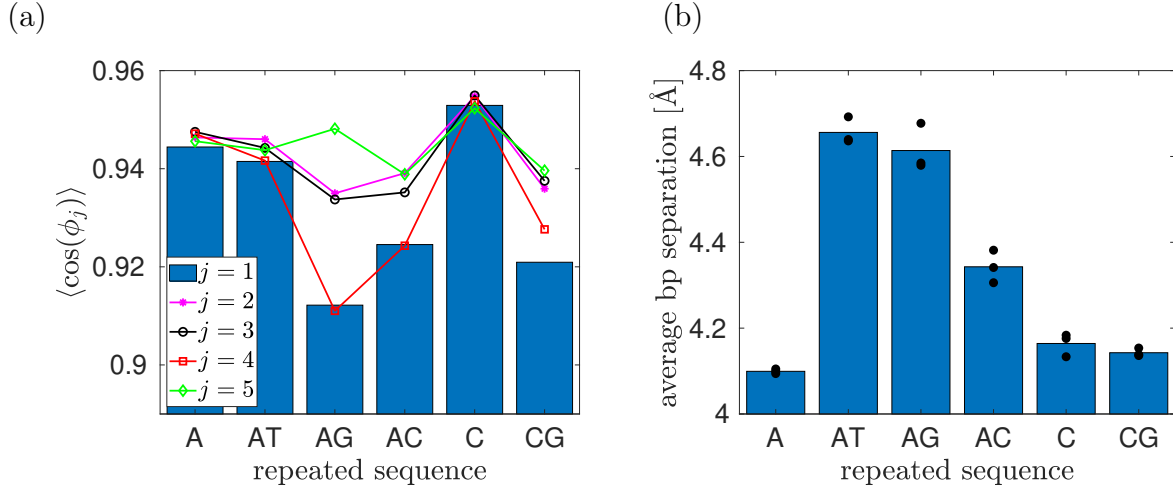 (a)
0.96
0.94
0.92
0.9
⟨cos(ϕ_j)⟩
j = 1
j = 2
j = 3
j = 4
j = 5
A AT AG AC C CG
repeated sequence
(b)
4.8
4.6
4.4
4.2
4
average bp separation [Å]
A AT AG AC C CG
repeated sequence